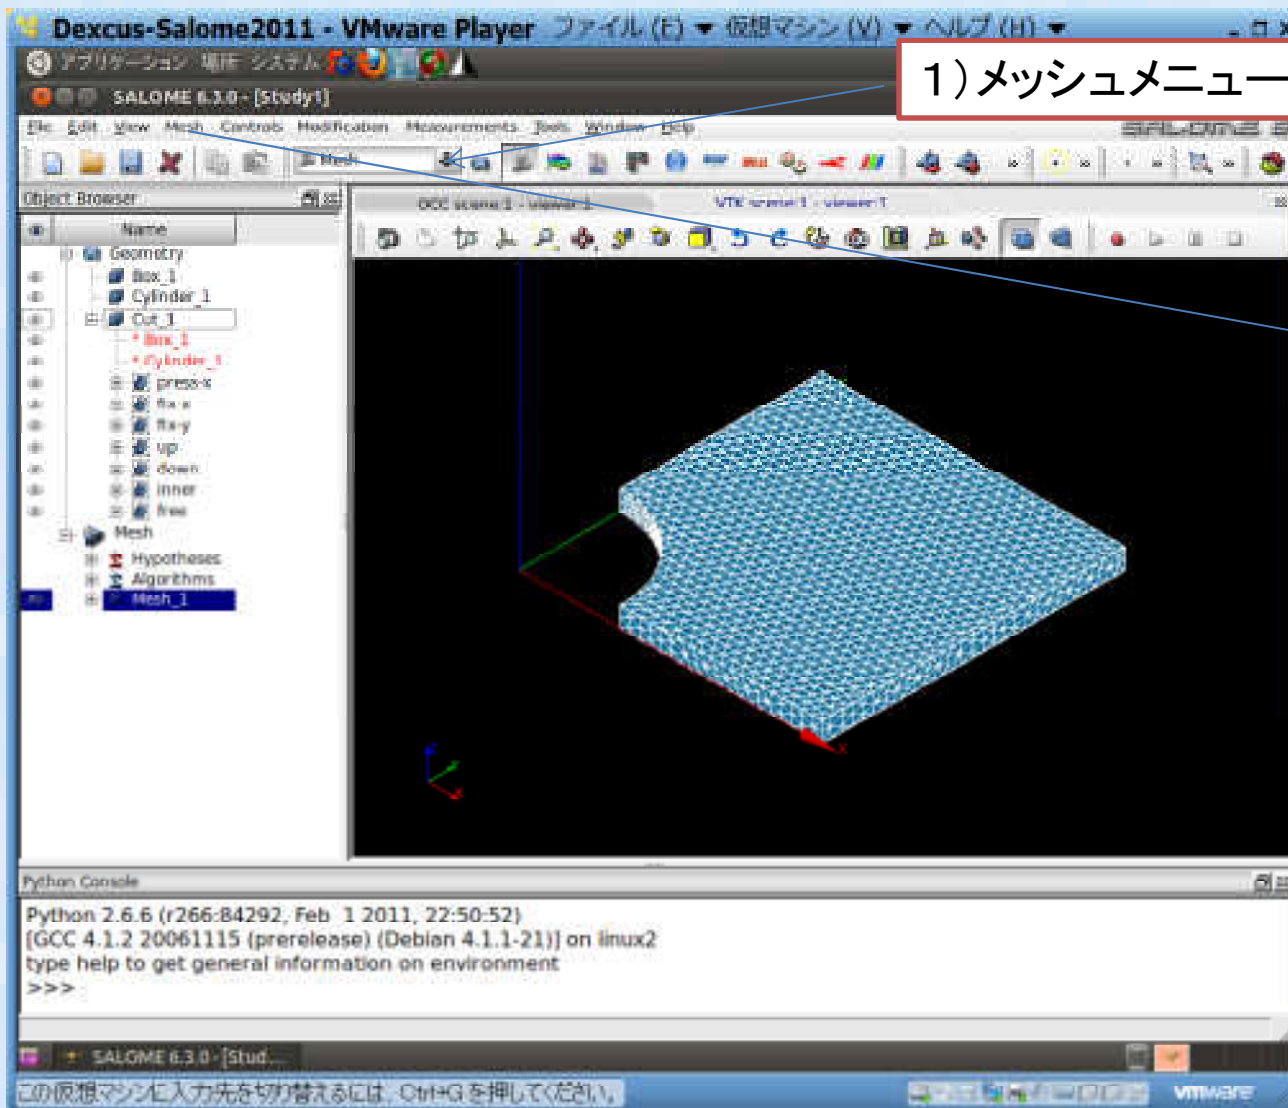 Dexcus-Salome2011 - VMware Player ファイル(F) 仮想マシン(V) ヘルプ(H)
アプリケーション 場所 システム
1)メッシュメニュー
SALOME 6.3.0 - [Study1]
File Edit View Mesh Controls Modification Measurements Tools Window Help
Mesh
Object Browser
OCC scene:1 - viewer:1 VTK scene:1 - viewer:1
Name
Geometry
Box_1
Cylinder_1
Cut_1
* Box_1
* Cylinder_1
press-x
fix-x
fix-y
up
down
inner
free
Mesh
Hypotheses
Algorithms
Mesh_1
X
Python Console
Python 2.6.6 (r266:84292, Feb 1 2011, 22:50:52)
[GCC 4.1.2 20061115 (prerelease) (Debian 4.1.1-21)] on linux2
type help to get general information on environment
>>>
SALOME 6.3.0 - [Stud...
この仮想マシンに入力先を切り替えるには、Ctrl+G を押してください。
vmware